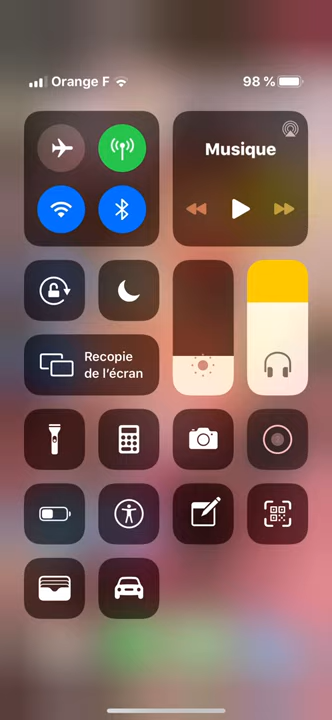 Orange F
98 %
Musique
Recopie
de l’écran